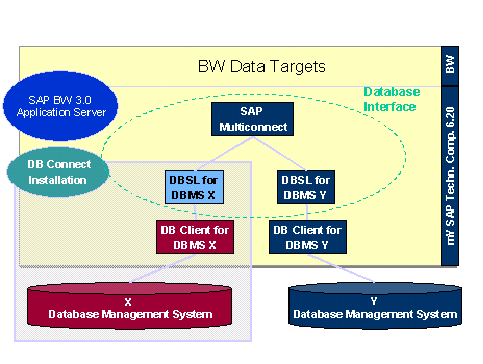 BW Data Targets
BW
Database
Interface
SAP BW 3.0
Application Server
SAP
Multiconnect
mY SAP Techn. Comp. 6.20
DB Connect
Installation
DBSL for
DBMS X
DBSL for
DBMS Y
DB Client for
DBMS X
DB Client for
DBMS Y
X
Database Management System
Y
Database Management System